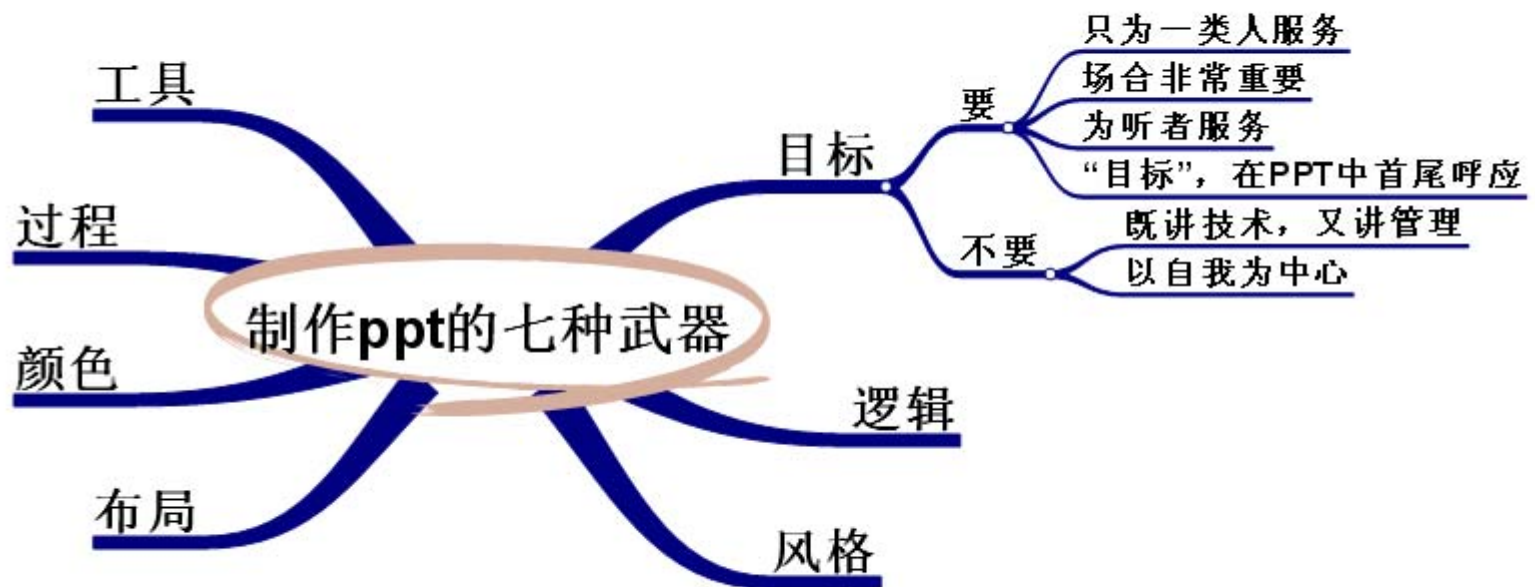 制作ppt的七种武器
目标
要
只为一类人服务
场合非常重要
为听者服务
“目标”，在PPT中首尾呼应
不要
既讲技术，又讲管理
以自我为中心
逻辑
风格
布局
颜色
过程
工具